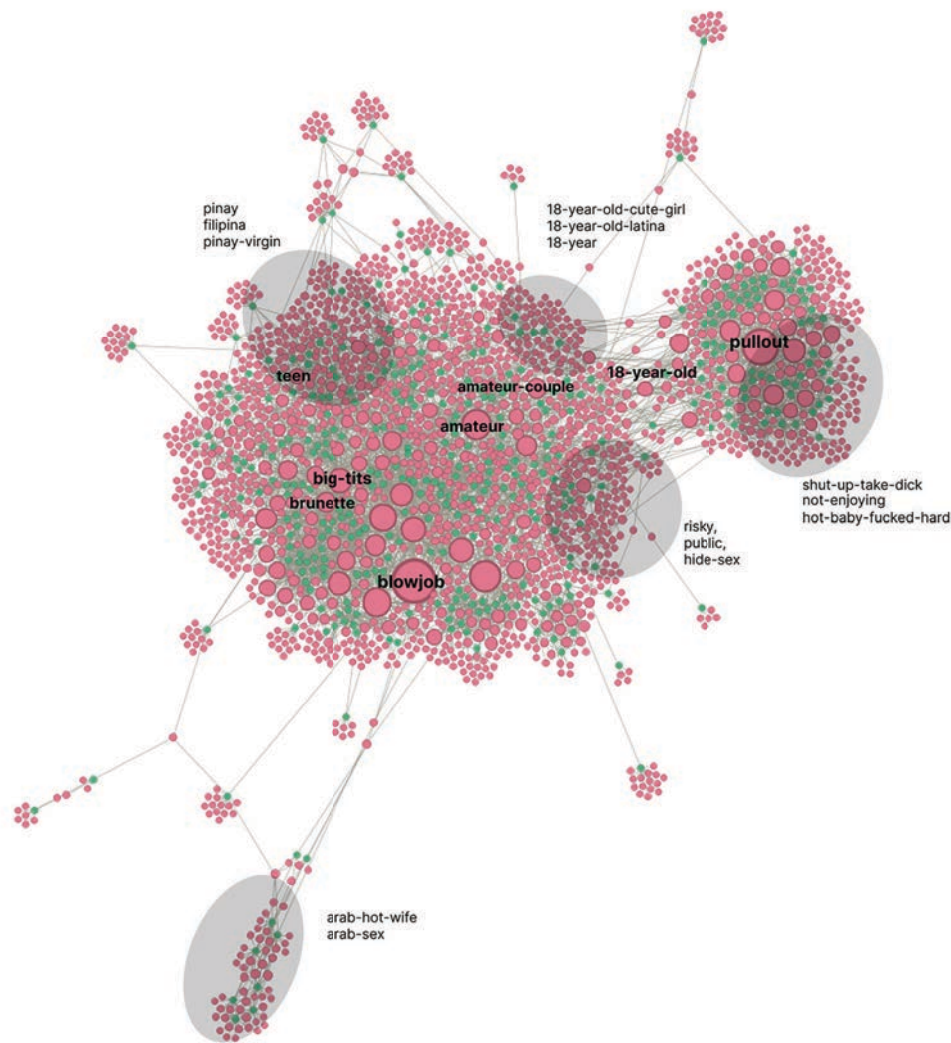 pinay
filipina
pinay-virgin
18-year-old-cute-girl
18-year-old-latina
18-year
pullout
teen
amateur-couple
18-year-old
amateur
big-tits
brunette
shut-up-take-dick
not-enjoying
hot-baby-fucked-hard
risky,
public,
hide-sex
blowjob
arab-hot-wife
arab-sex